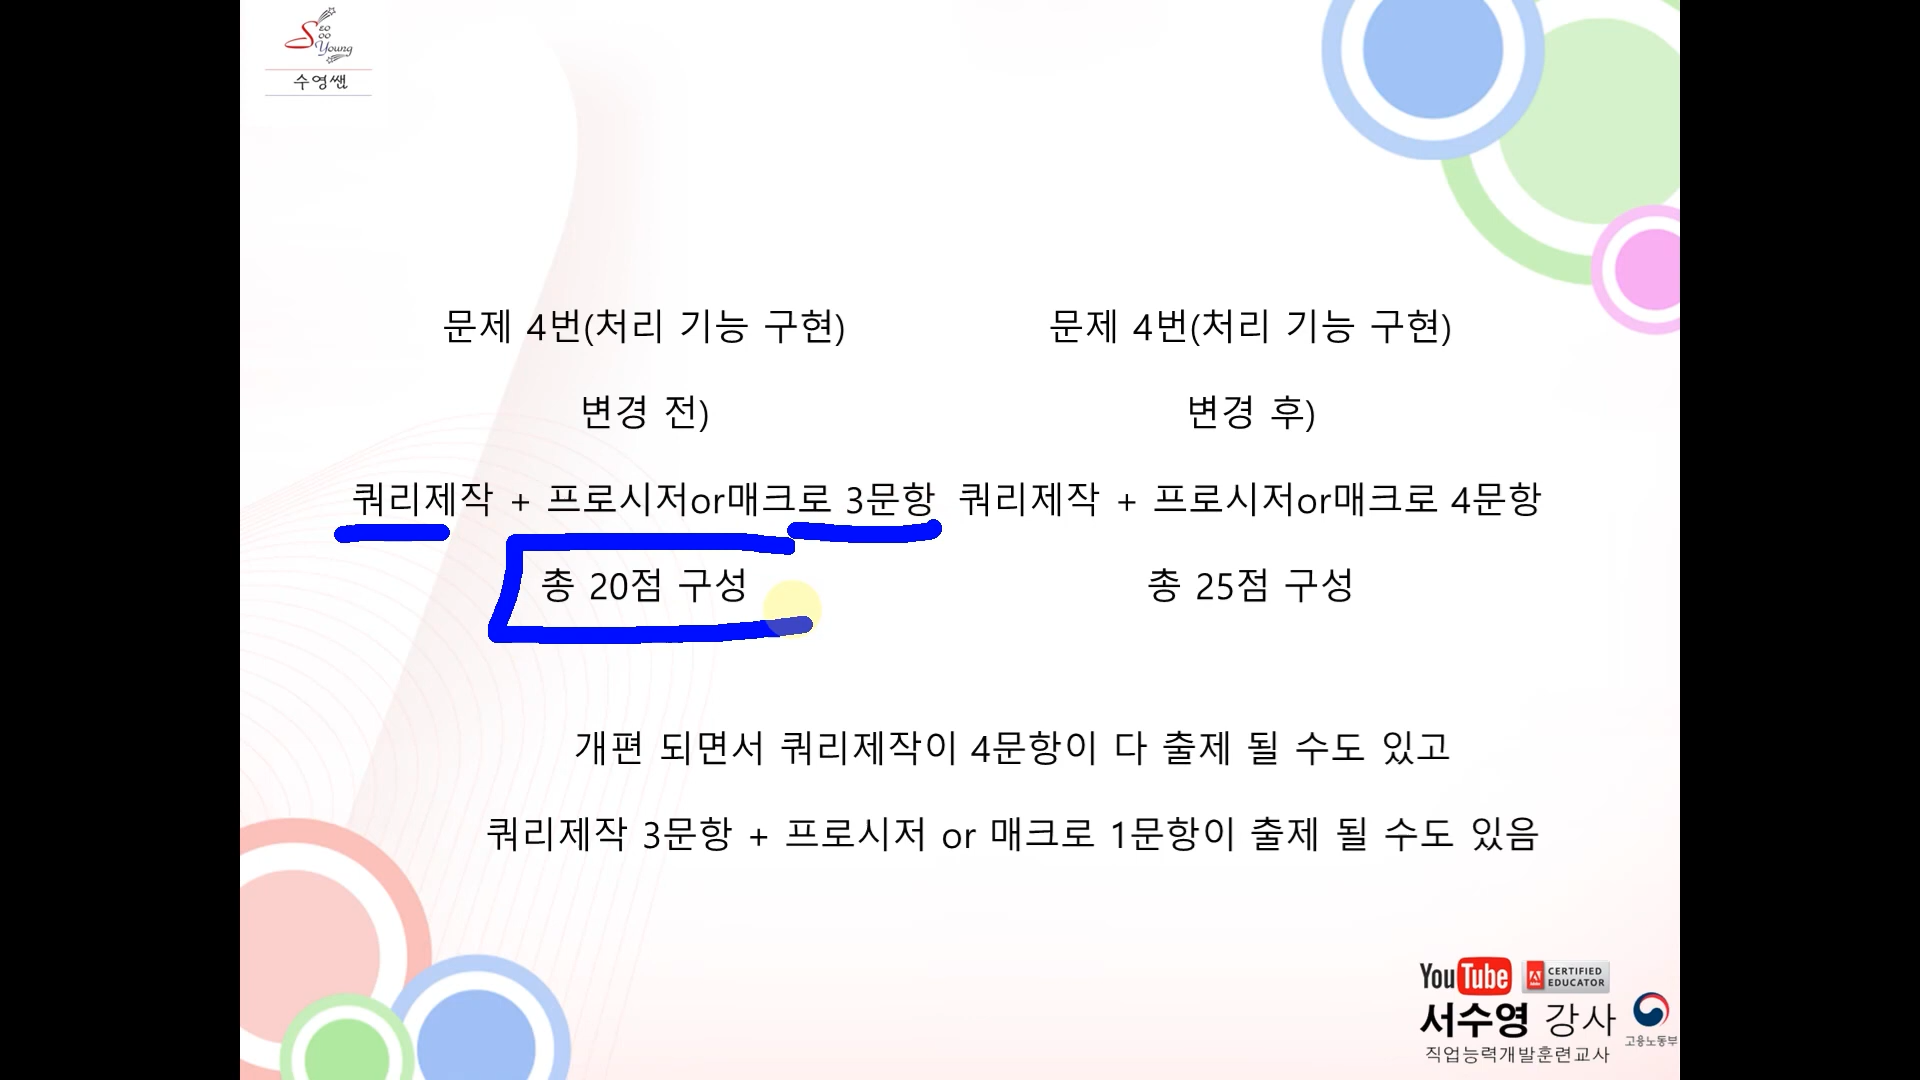 Seo
oo
Young
수영쌤
문제 4번(처리 기능 구현)
변경 전)
쿼리제작 + 프로시저or매크로 3문항
총 20점 구성
문제 4번(처리 기능 구현)
변경 후)
쿼리제작 + 프로시저or매크로 4문항
총 25점 구성
개편 되면서 쿼리제작이 4문항이 다 출제 될 수도 있고
쿼리제작 3문항 + 프로시저 or 매크로 1문항이 출제 될 수도 있음
YouTube
CERTIFIED
EDUCATOR
서수영 강사
직업능력개발훈련교사
고용노동부